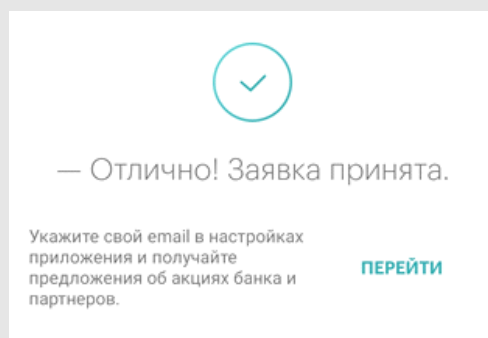 — Отлично! Заявка принята.
Укажите свой email в настройках
приложения и получайте
предложения об акциях банка и
партнеров.
ПЕРЕЙТИ